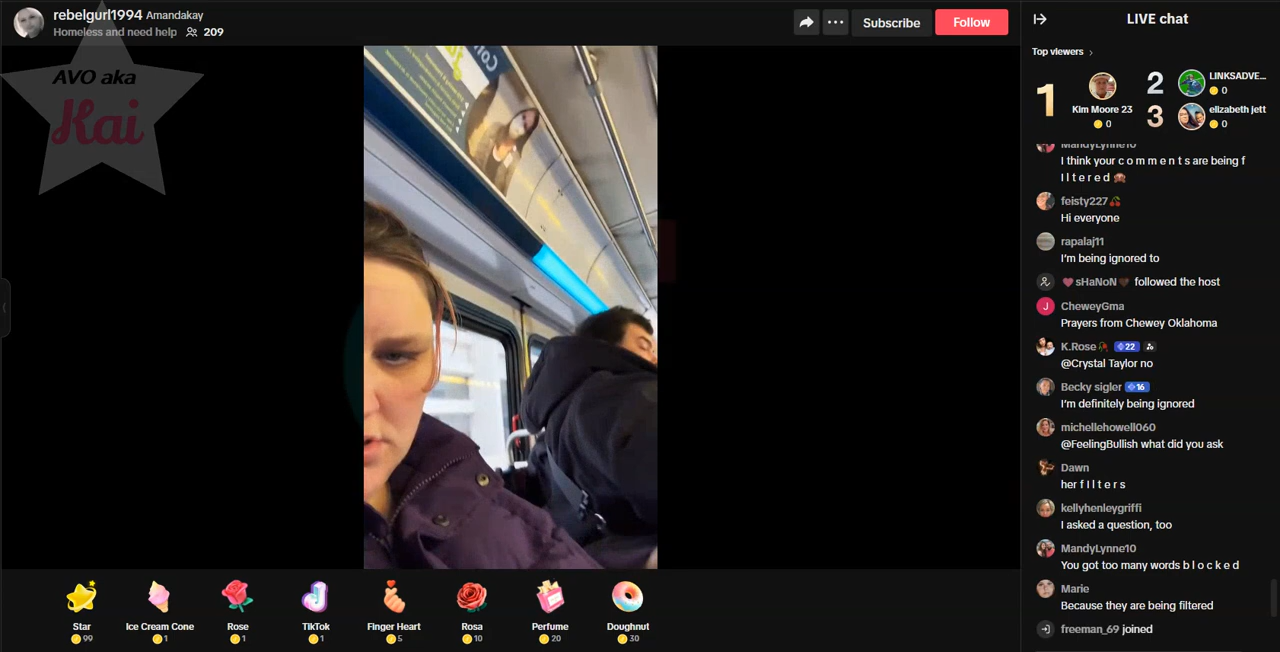 rebelgurl1994 Amandakay
Homeless and need help 209
Subscribe
Follow
AVO aka
Kai
LIVE chat
Top viewers >
1
Kim Moore 23
0
2
LINKSADVE...
0
3
elizabeth jett
0
MandyLynne10
I think your c o m m e n t s are being f
I l t e r e d
feisty227
Hi everyone
rapalaj11
I'm being ignored to
sHaNoN followed the host
J
CheweyGma
Prayers from Chewey Oklahoma
K.Rose 22
@Crystal Taylor no
Becky sigler 16
I'm definitely being ignored
michellehowell060
@FeelingBullish what did you ask
Dawn
her f I l t e r s
kellyhenleygriffi
I asked a question, too
MandyLynne10
You got too many words b l o c k e d
Marie
Because they are being filtered
freeman_69 joined
Star
99
Ice Cream Cone
1
Rose
1
TikTok
1
Finger Heart
5
Rosa
10
Perfume
20
Doughnut
30